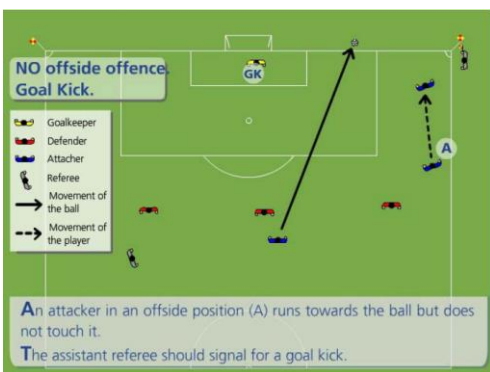 NO offside offence.
Goal Kick.
GK
Goalkeeper
Defender
Attacher
Referee
Movement of
the ball
Movement of
the player
A
An attacker in an offside position (A) runs towards the ball but does
not touch it.
The assistant referee should signal for a goal kick.